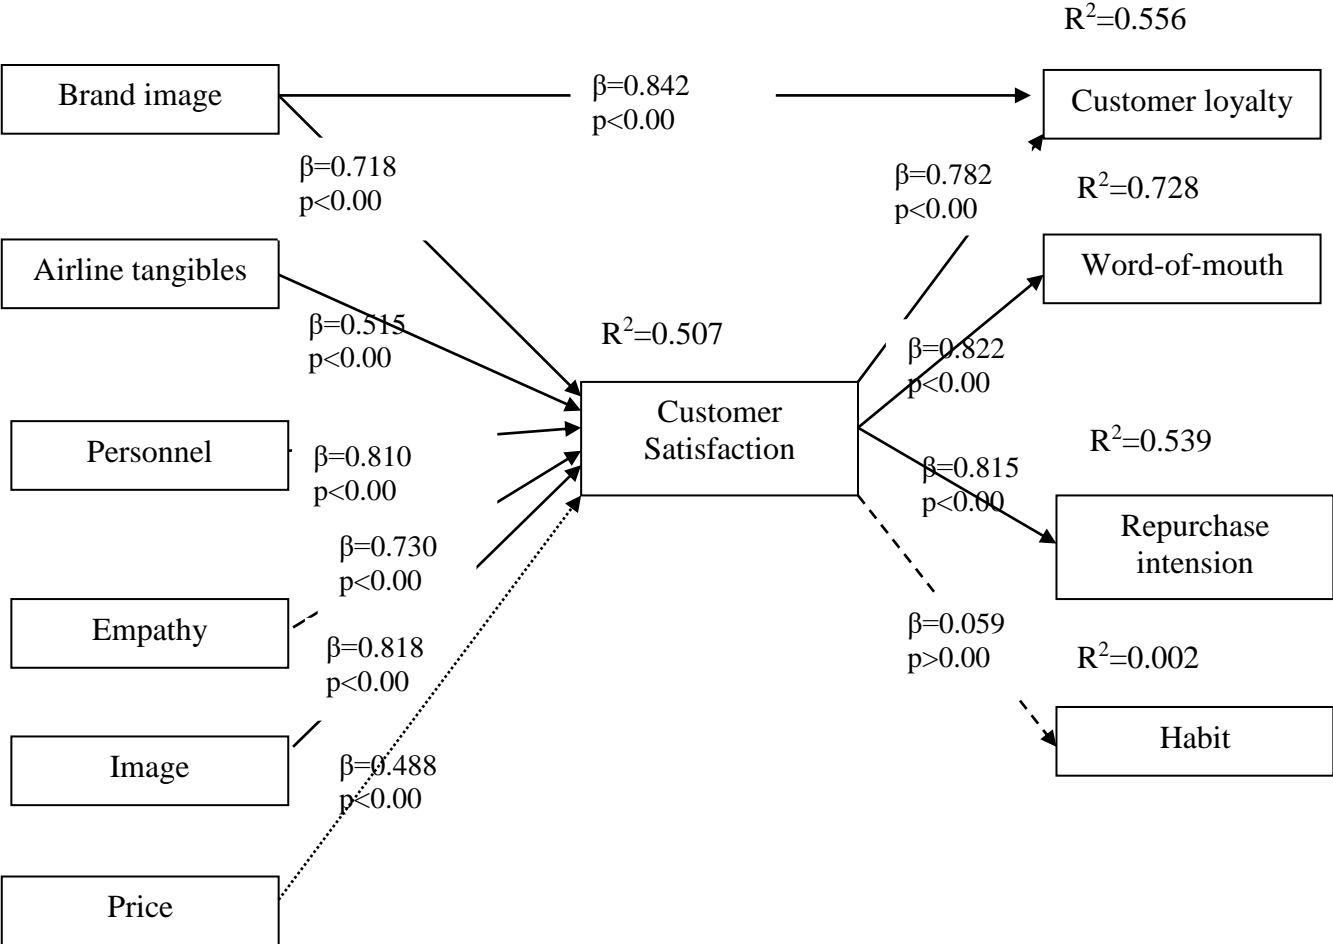 R²=0.556
Brand image
β=0.842
p<0.00
Customer loyalty
β=0.718
p<0.00
β=0.782
p<0.00
R²=0.728
Airline tangibles
Word-of-mouth
β=0.515
p<0.00
R²=0.507
β=0.822
p<0.00
Customer
Satisfaction
Personnel
β=0.810
p<0.00
R²=0.539
β=0.815
p<0.00
Repurchase
intension
β=0.730
p<0.00
Empathy
β=0.818
p<0.00
β=0.059
p>0.00
R²=0.002
Image
Habit
β=0.488
p<0.00
Price